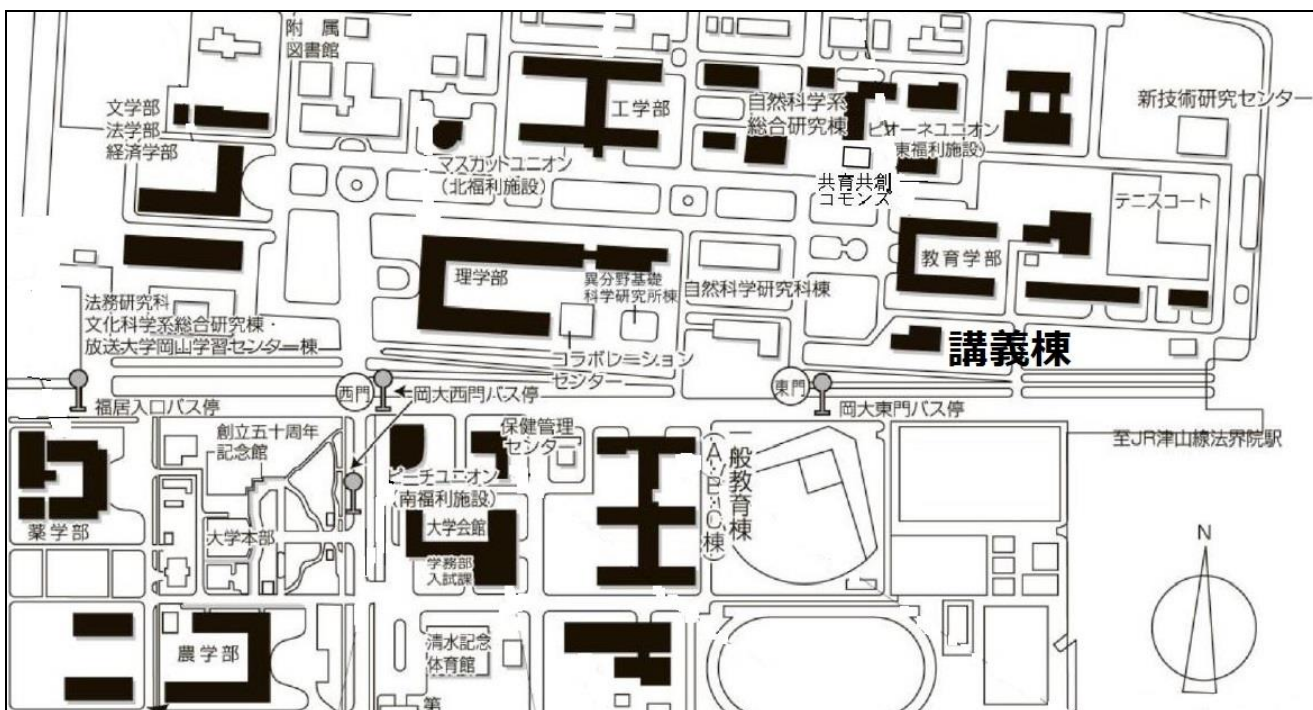 附属
図書館
文学部
法学部
経済学部
マスカットユニオン
（北福利施設）
工学部
自然科学系
総合研究棟
ピオーネユニオン
（東福利施設）
新技術研究センター
共育共創
コモンズ
テニスコート
理学部
異分野基礎
科学研究所棟
自然科学研究科棟
教育学部
法務研究科
文化科学系総合研究棟・
放送大学岡山学習センター棟
コラボレーション
センター
講義棟
西門
岡大西門バス停
東門
岡大東門バス停
福居入口バス停
至JR津山線法界院駅
創立五十周年
記念館
保健管理
センター
ピーチユニオン
（南福利施設）
一般教育棟
（A、B、C棟）
薬学部
大学本部
大学会館
学務部
入試課
N
農学部
清水記念
体育館
第